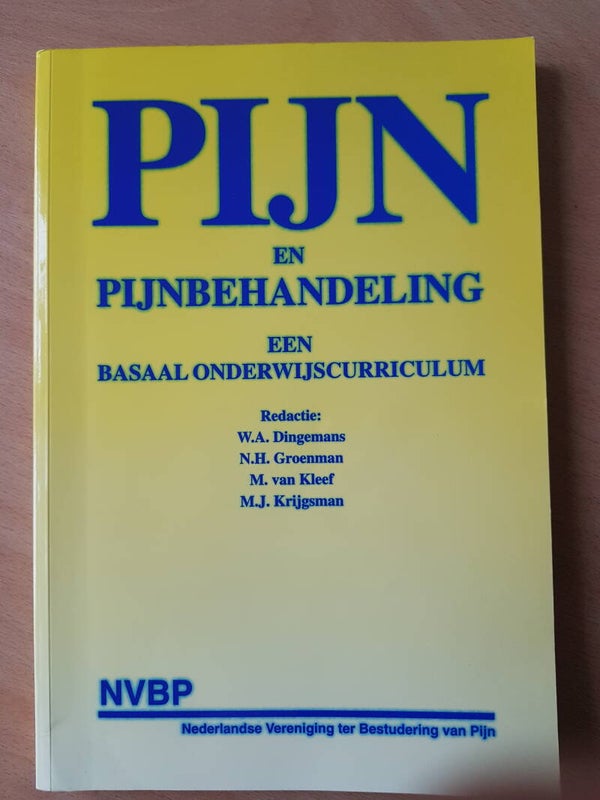 PIJN
EN
PIJNBEHANDELING
EEN
BASAAL ONDERWIJSCURRICULUM
Redactie:
W.A. Dingemans
N.H. Groenman
M. van Kleef
M.J. Krijgsman
NVBP
Nederlandse Vereniging ter Bestudering van Pijn